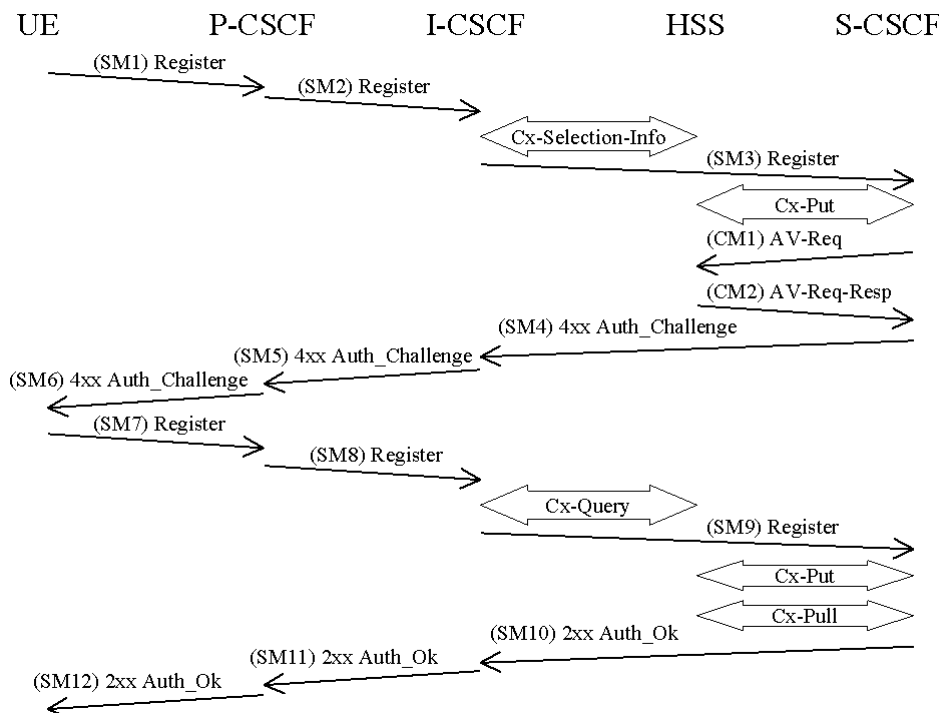 UE P-CSCF I-CSCF HSS S-CSCF
(SM1) Register
(SM2) Register
Cx-Selection-Info
(SM3) Register
Cx-Put
(CM1) AV-Req
(CM2) AV-Req-Resp
(SM4) 4xx Auth_Challenge
(SM5) 4xx Auth_Challenge
(SM6) 4xx Auth_Challenge
(SM7) Register
(SM8) Register
Cx-Query
(SM9) Register
Cx-Put
Cx-Pull
(SM10) 2xx Auth_Ok
(SM11) 2xx Auth_Ok
(SM12) 2xx Auth_Ok